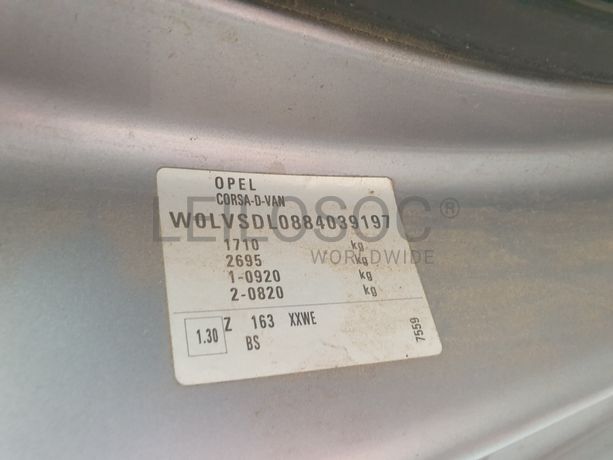 OPEL
CORSA-D-VAN
W0LVSDL0884039197
LEILOSOC®
WORLDWIDE
1710 kg
2695 kg
1-0920 kg
2-0820 kg
1.30 Z 163 XXWE
BS
7559